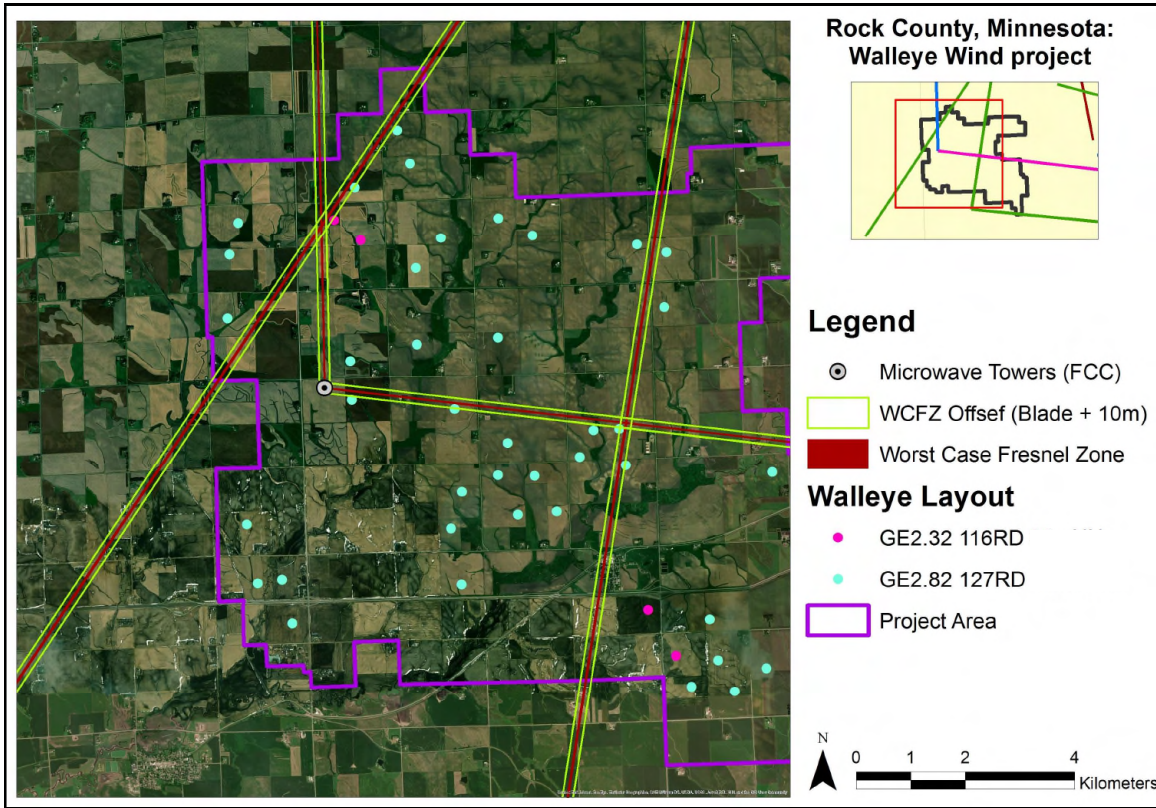 Rock County, Minnesota:
Walleye Wind project
Legend
Microwave Towers (FCC)
WCFZ Offsef (Blade + 10m)
Worst Case Fresnel Zone
Walleye Layout
GE2.32 116RD
GE2.82 127RD
Project Area
N
0 1 2 4
Kilometers